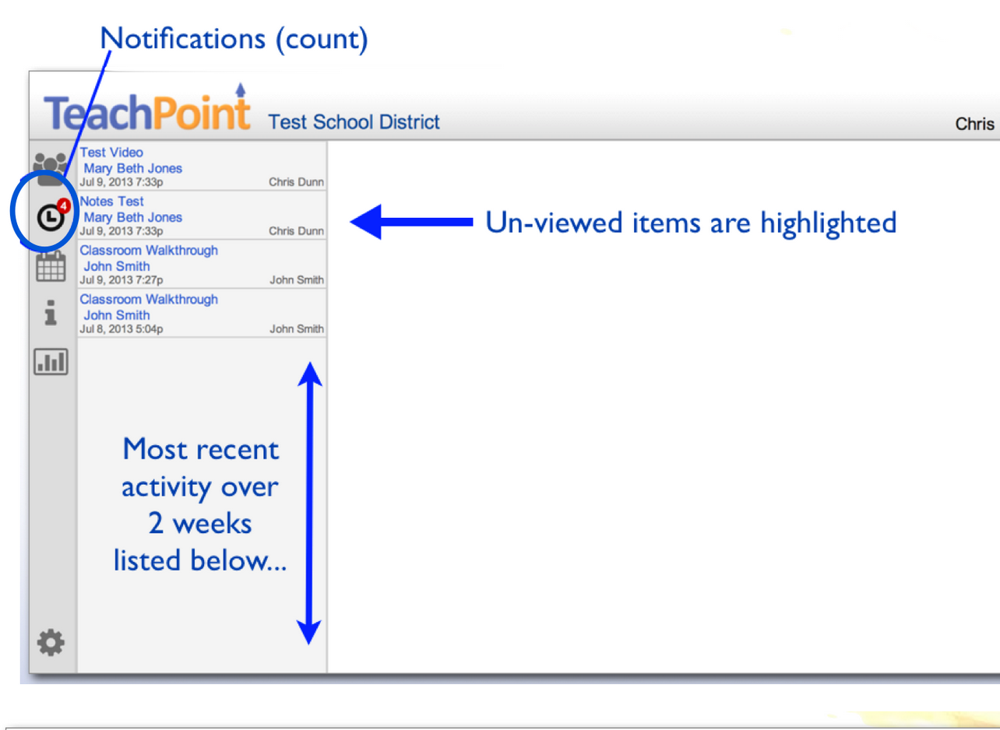 Notifications (count)
TeachPoint Test School District
Chris
Test Video
Mary Beth Jones
Jul 9, 2013 7:33p Chris Dunn
4
Notes Test
Mary Beth Jones
Jul 9, 2013 7:33p Chris Dunn
Un-viewed items are highlighted
Classroom Walkthrough
John Smith
Jul 9, 2013 7:27p John Smith
Classroom Walkthrough
John Smith
Jul 8, 2013 5:04p John Smith
Most recent
activity over
2 weeks
listed below...